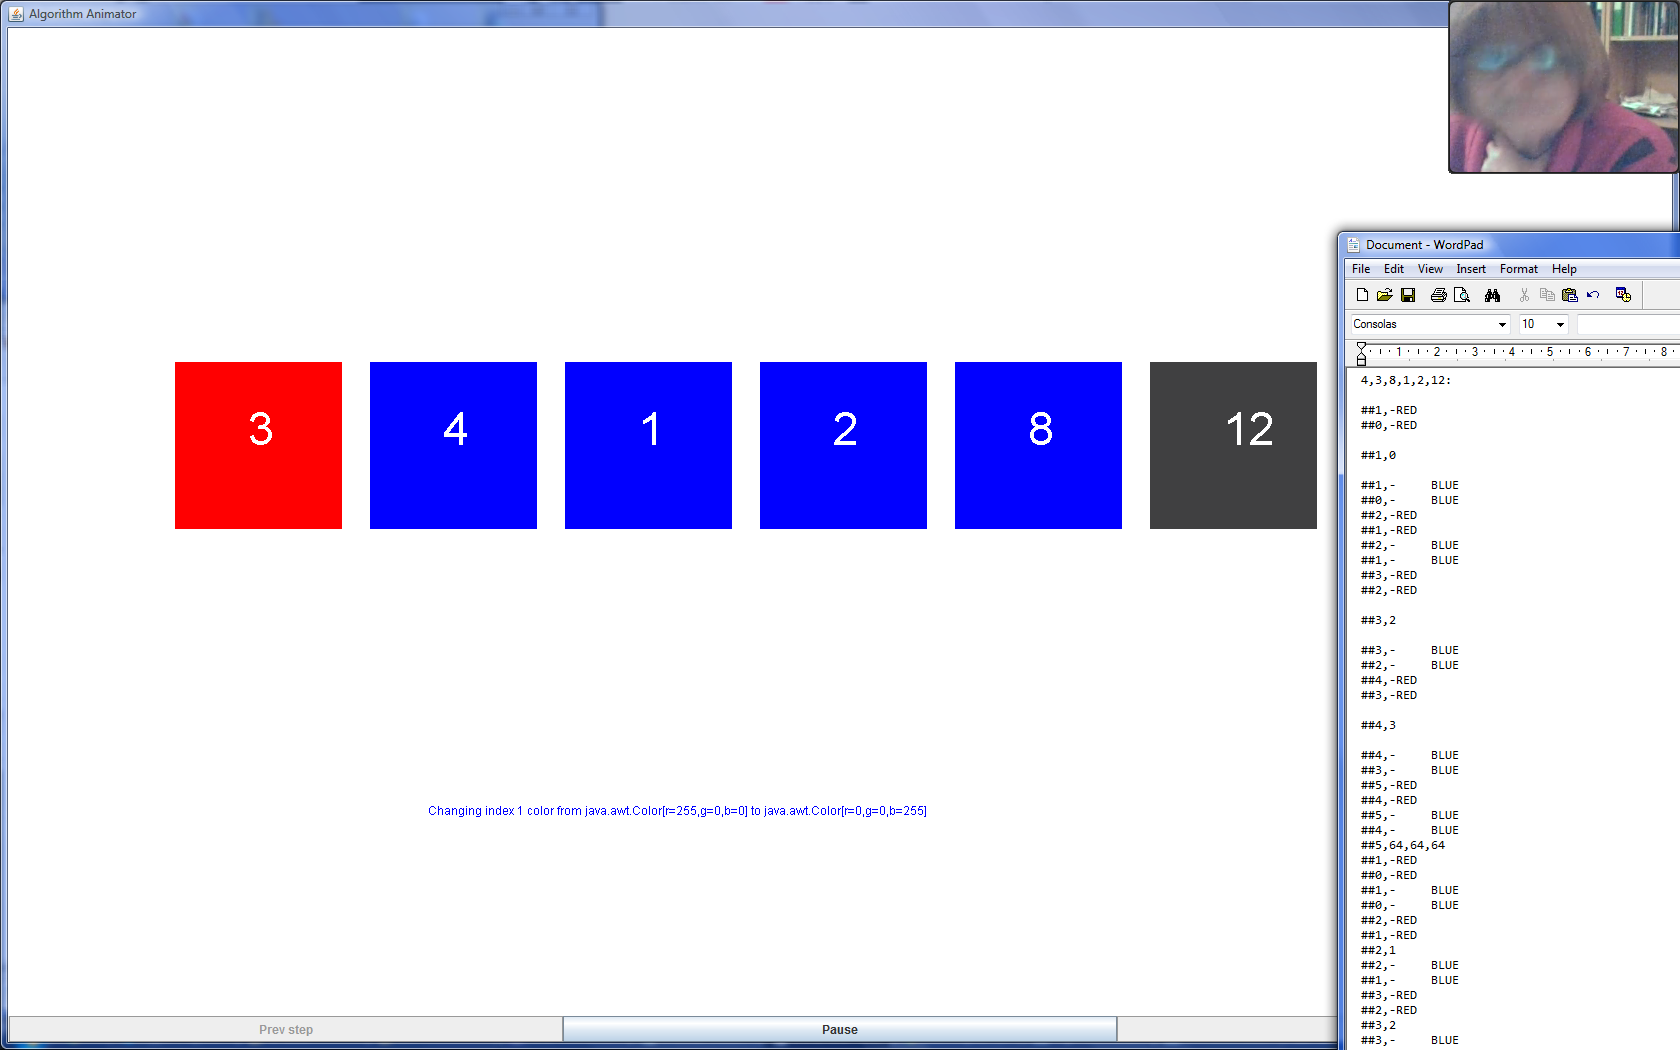 Algorithm Animator
3 4 1 2 8 12
Changing index 1 color from java.awt.Color[r=255,g=0,b=0] to java.awt.Color[r=0,g=0,b=255]
Prev step
Pause
Document - WordPad
File Edit View Insert Format Help
Consolas 10
1 2 3 4 5 6 7 8
4,3,8,1,2,12:
##1,-RED
##0,-RED
##1,0
##1,- BLUE
##0,- BLUE
##2,-RED
##1,-RED
##2,- BLUE
##1,- BLUE
##3,-RED
##2,-RED
##3,2
##3,- BLUE
##2,- BLUE
##4,-RED
##3,-RED
##4,3
##4,- BLUE
##3,- BLUE
##5,-RED
##4,-RED
##5,- BLUE
##4,- BLUE
##5,64,64,64
##1,-RED
##0,-RED
##1,- BLUE
##0,- BLUE
##2,-RED
##1,-RED
##2,1
##2,- BLUE
##1,- BLUE
##3,-RED
##2,-RED
##3,2
##3,- BLUE